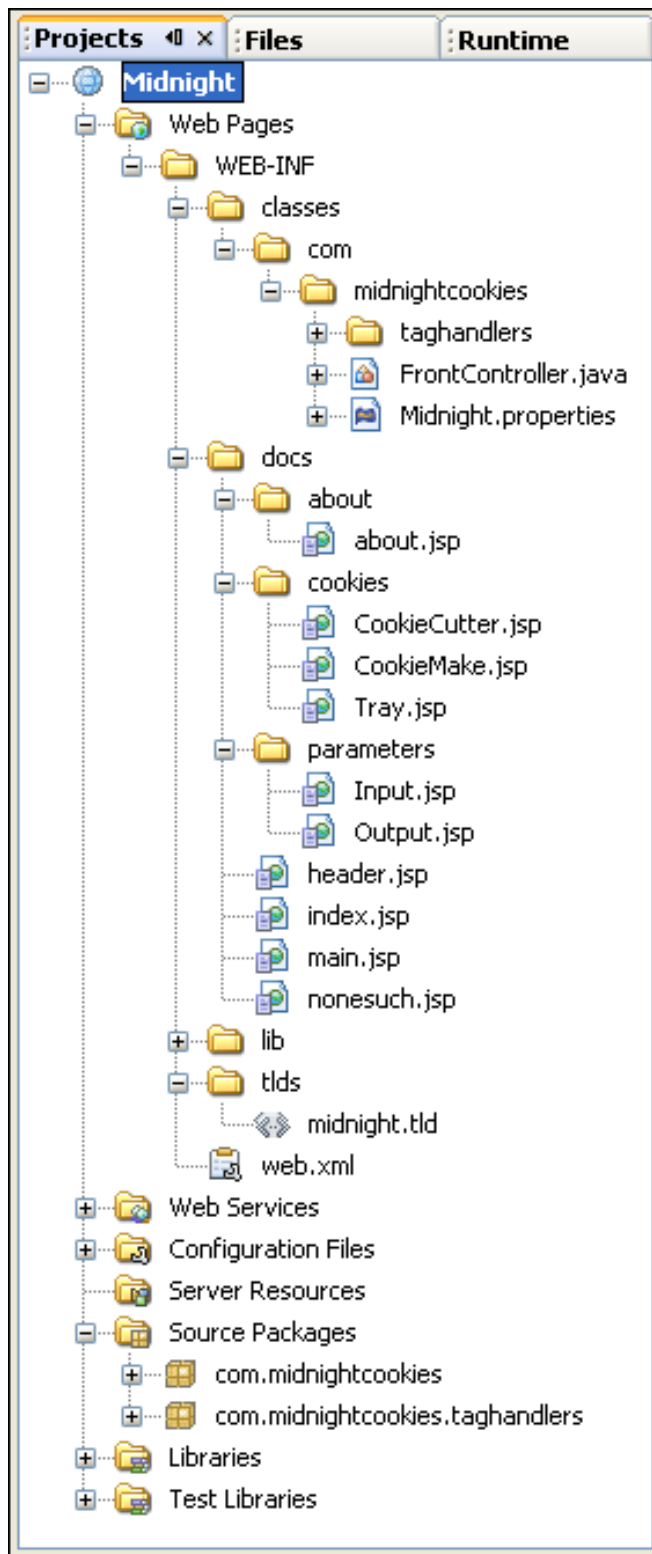 Projects Files Runtime
Midnight
Web Pages
WEB-INF
classes
com
midnightcookies
taghandlers
FrontController.java
Midnight.properties
docs
about
about.jsp
cookies
CookieCutter.jsp
CookieMake.jsp
Tray.jsp
parameters
Input.jsp
Output.jsp
header.jsp
index.jsp
main.jsp
nonesuch.jsp
lib
tlds
midnight.tld
web.xml
Web Services
Configuration Files
Server Resources
Source Packages
com.midnightcookies
com.midnightcookies.taghandlers
Libraries
Test Libraries